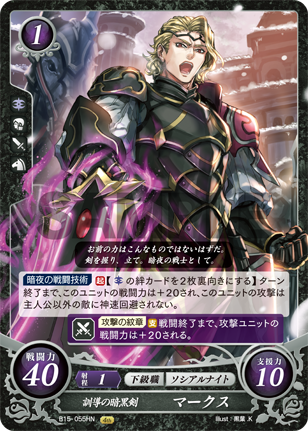 1
お前の力はこんなものではないはずだ。
剣を握り、立て。暗夜の戦士として。
暗夜の戦闘技術 起【の絆カードを2枚裏向きにする】ターン
終了まで、このユニットの戦闘力は+20され、このユニットの攻撃は
主人公以外の敵に神速回避されない。
攻撃の紋章 支 戦闘終了まで、攻撃ユニットの
戦闘力は+20される。
戦闘力
40
射程 1
下級職
ソシアルナイト
支援力
10
訓導の暗黒剣 マークス
B15-055HN
Illust:黒葉.K